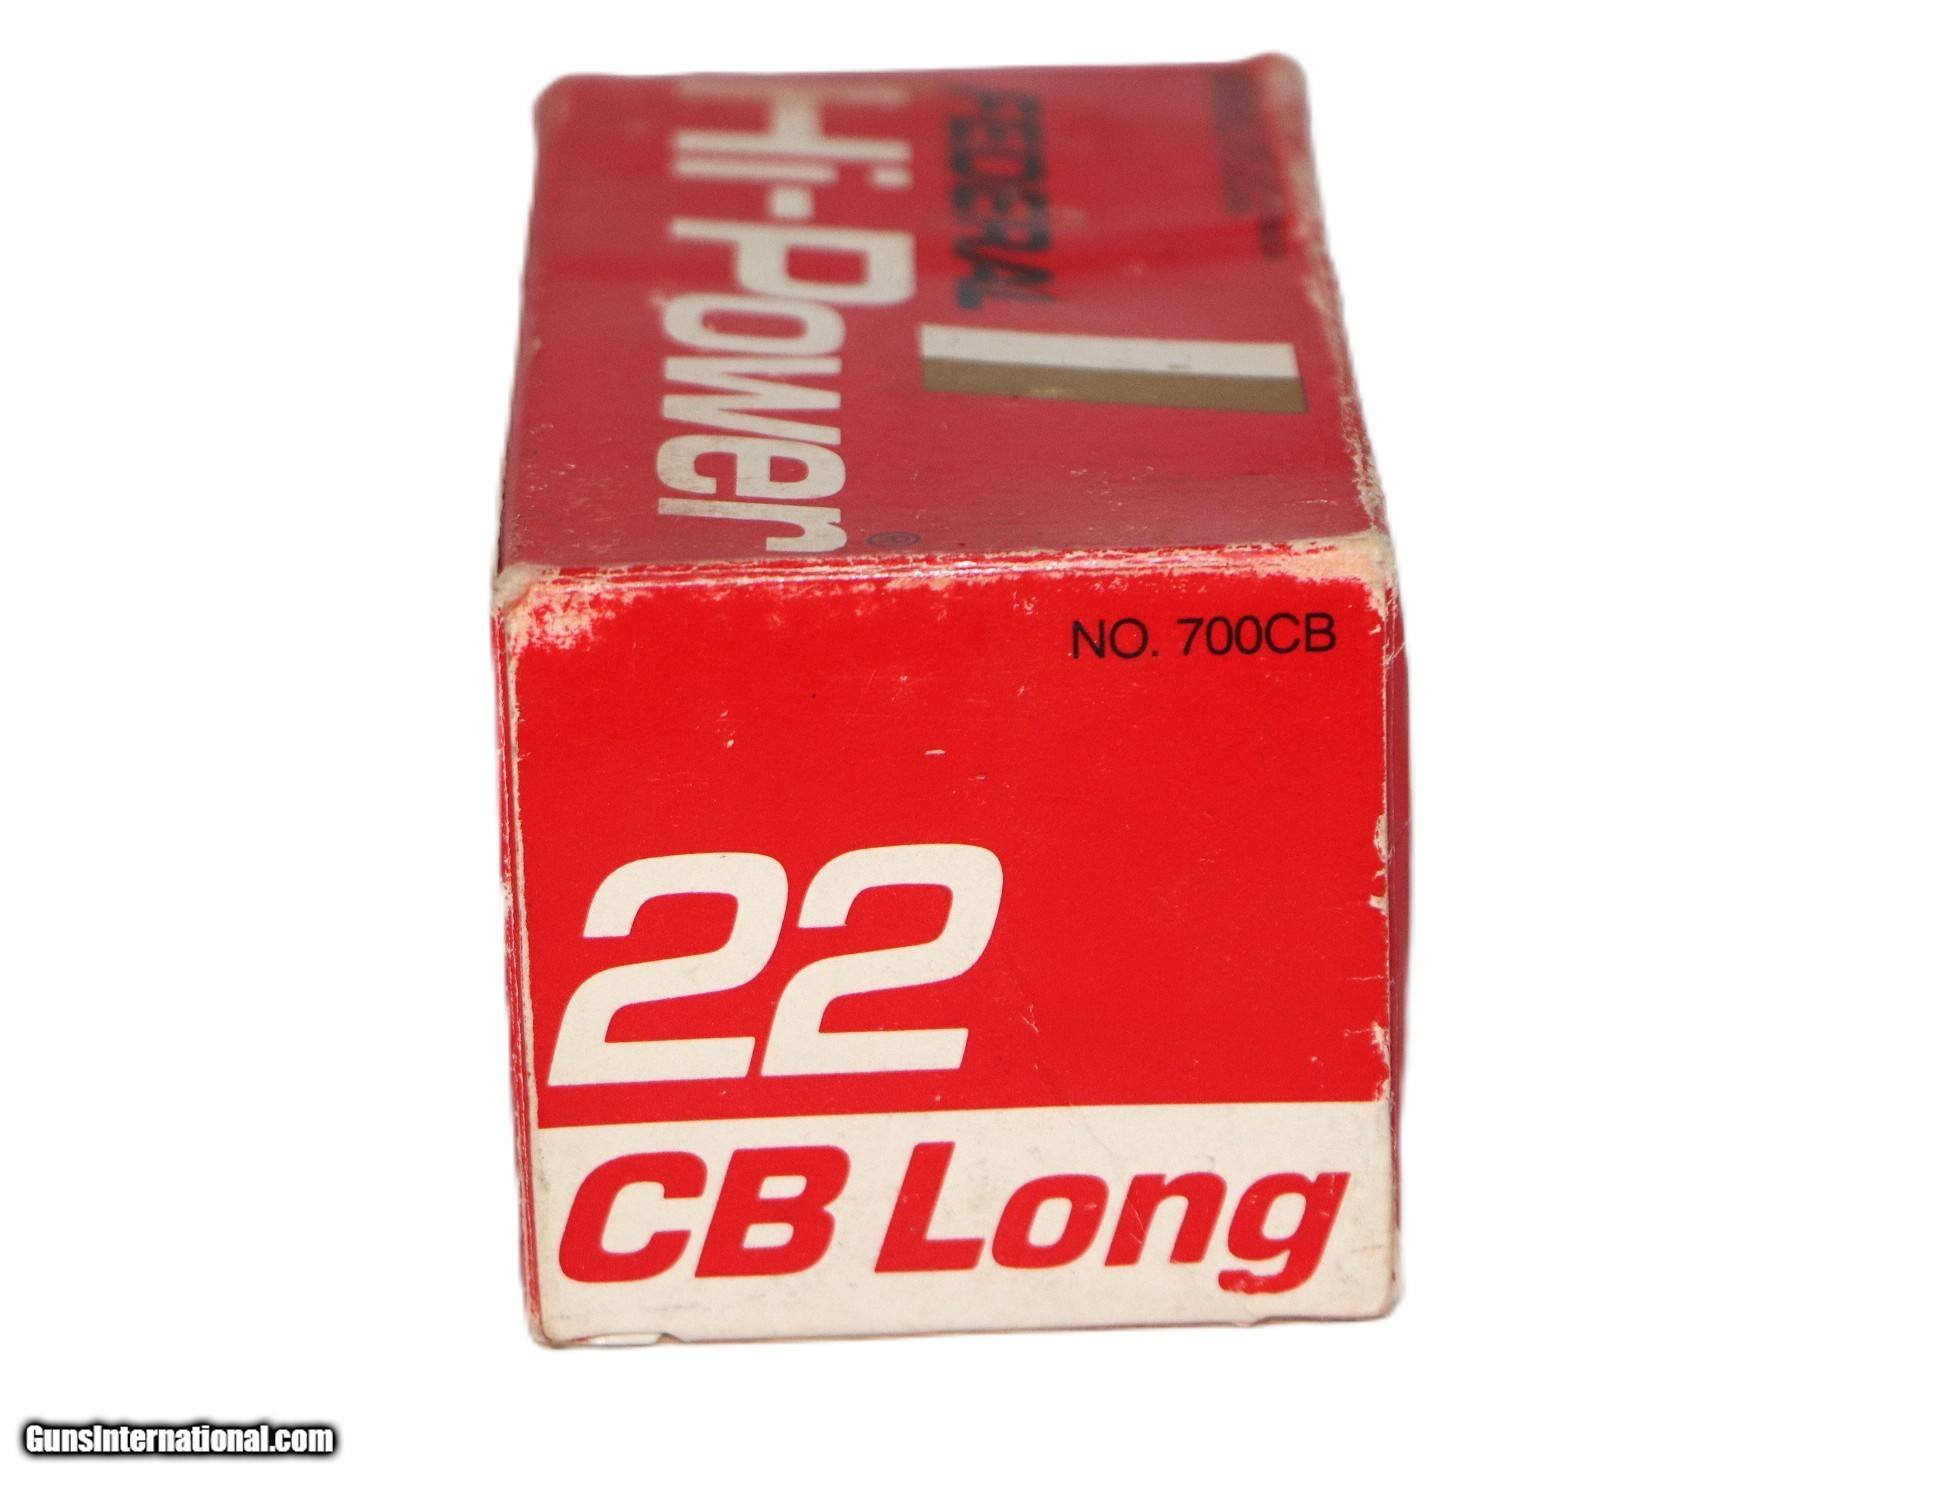 Hi-Power®
FEDERAL
NO. 700CB
22
CB Long
GunsInternational.com